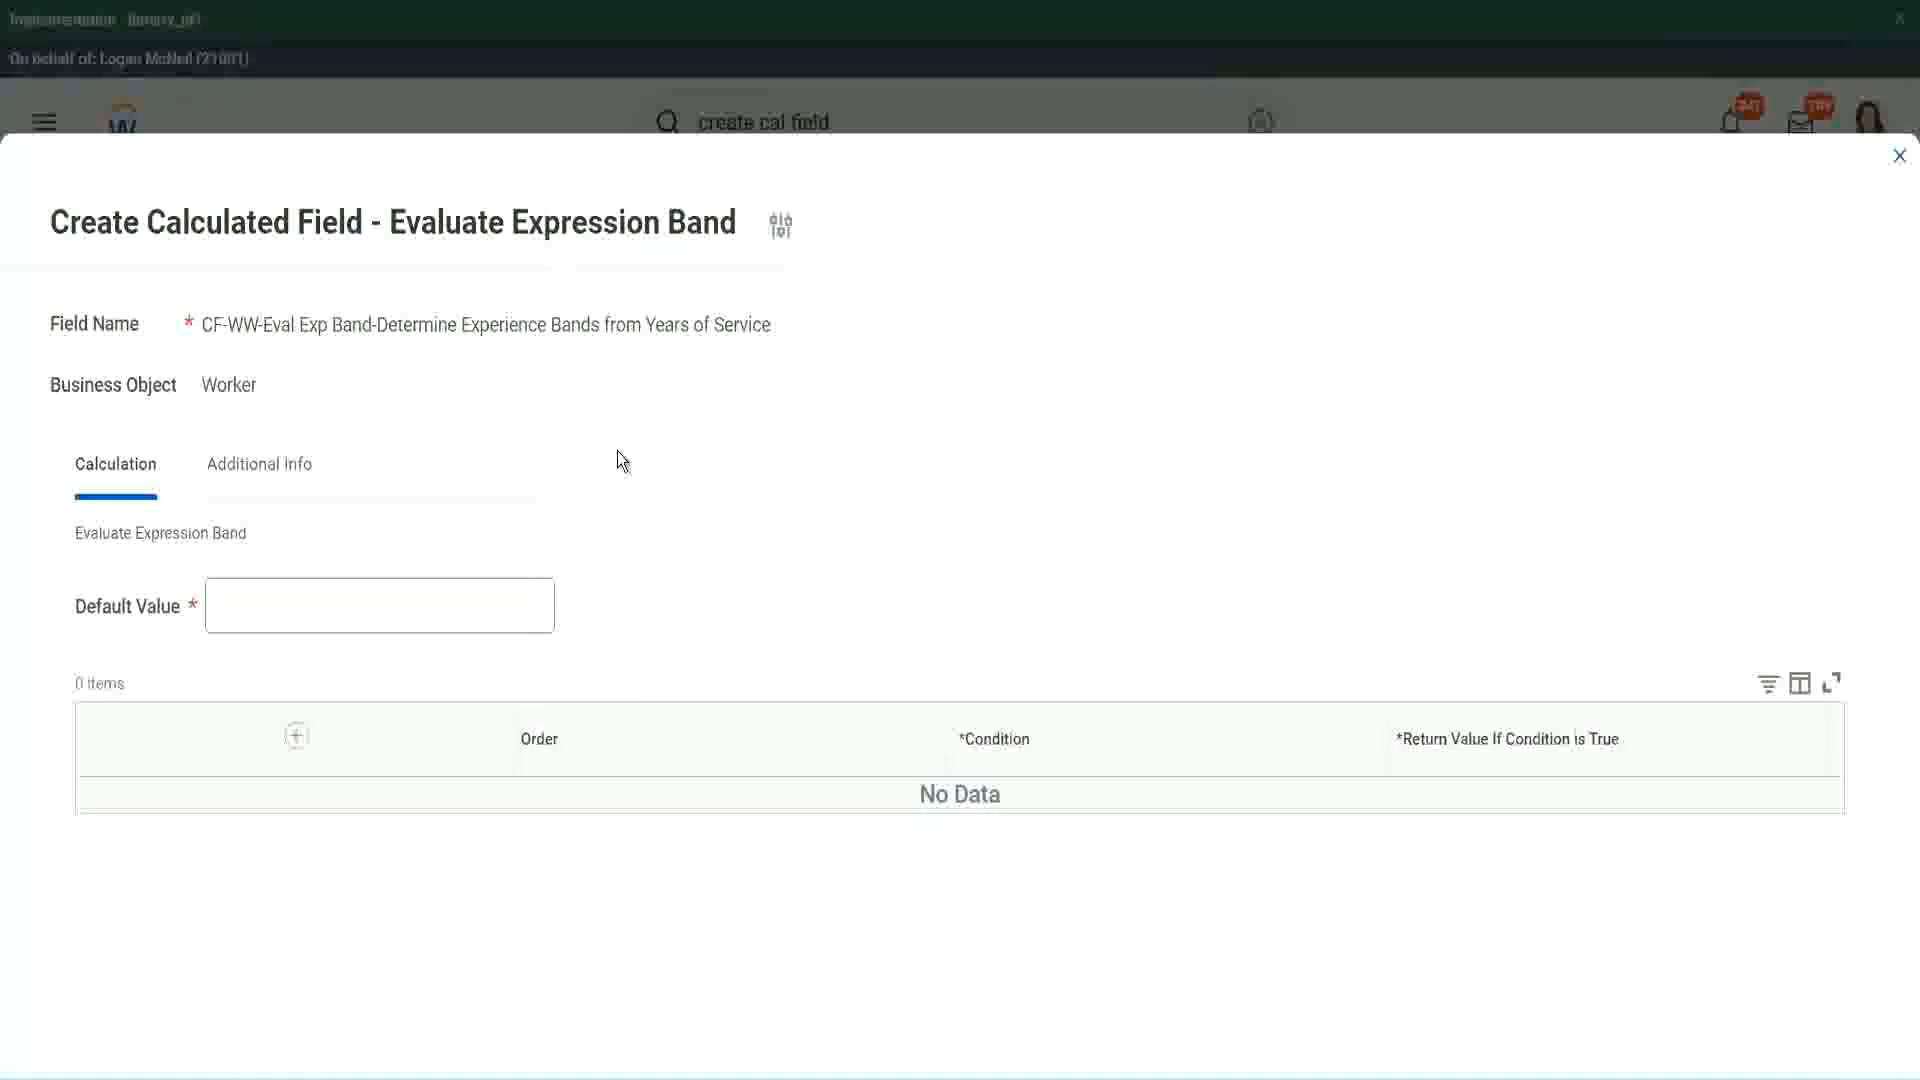 On behalf of: Logan McNeil (21001)
create cal field
Create Calculated Field - Evaluate Expression Band
Field Name * CF-WW-Eval Exp Band-Determine Experience Bands from Years of Service
Business Object Worker
Calculation Additional Info
Evaluate Expression Band
Default Value *
0 items
Order *Condition *Return Value If Condition is True
No Data